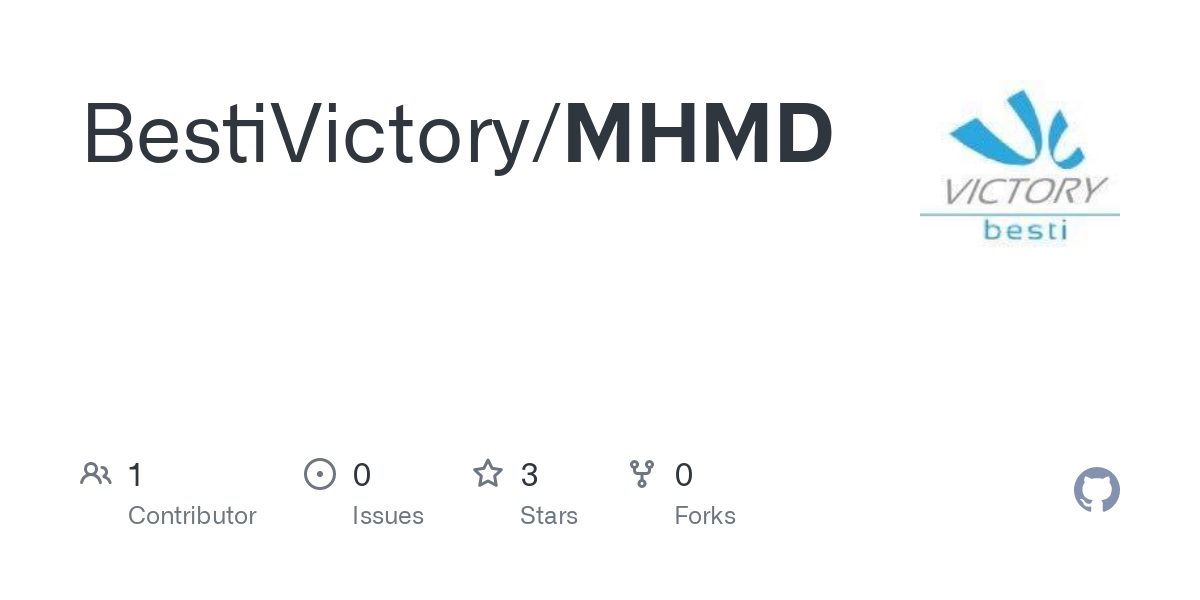 BestiVictory/MHMD
VICTORY
besti
1
Contributor
0
Issues
3
Stars
0
Forks